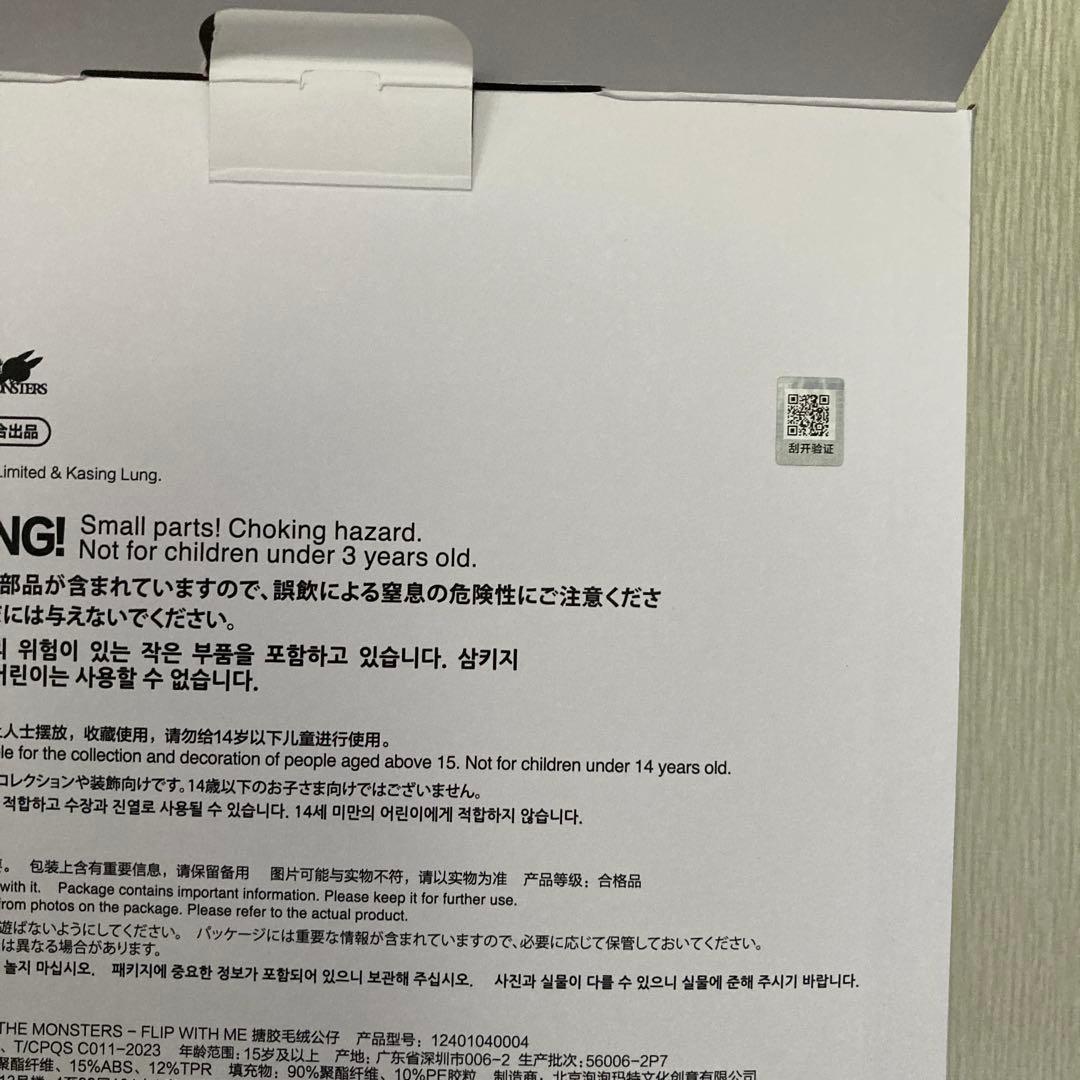 MONSTERS
合出品
刮开验证
Limited & Kasing Lung.
NG! Small parts! Choking hazard.
Not for children under 3 years old.
部品が含まれていますので、誤飲による窒息の危険性にご注意くださ
には与えないでください。
위험이 있는 작은 부품을 포함하고 있습니다. 삼키지
어린이는 사용할 수 없습니다.
人士摆放，收藏使用，请勿给14岁以下儿童进行使用。
le for the collection and decoration of people aged above 15. Not for children under 14 years old.
コレクションや装飾向けです。14歳以下のお子さま向けではございません。
적합하고 수장과 진열로 사용될 수 있습니다. 14세 미만의 어린이에게 적합하지 않습니다.
。 包装上含有重要信息，请保留备用 图片可能与实物不符，请以实物为准 产品等级：合格品
with it. Package contains important information. Please keep it for further use.
from photos on the package. Please refer to the actual product.
遊ばないようにしてください。 パッケージには重要な情報が含まれていますので、必要に応じて保管しておいてください。
は異なる場合があります。
놀지 마십시오. 패키지에 중요한 정보가 포함되어 있으니 보관해 주십시오. 사진과 실물이 다를 수 있으니 실물에 준해 주시기 바랍니다.
THE MONSTERS – FLIP WITH ME 搪胶毛绒公仔 产品型号：12401040004
、T/CPQS C011–2023 年龄范围：15岁及以上 产地：广东省深圳市006–2 生产批次：56006–2P7
聚酯纤维、15%ABS、12%TPR 填充物：90%聚酯纤维、10%PE胶粒 制造商：北京泡泡玛特文化创意有限公司